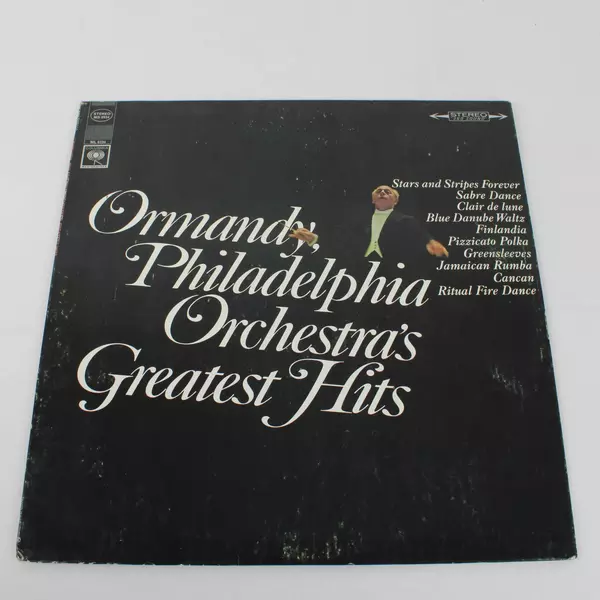 STEREO
STEREO
Stars and Stripes Forever
Sabre Dance
Clair de lune
Blue Danube Waltz
Finlandia
Pizzicato Polka
Greensleeves
Jamaican Rumba
Cancan
Ritual Fire Dance
Ormandy,
Philadelphia
Orchestra's
Greatest Hits